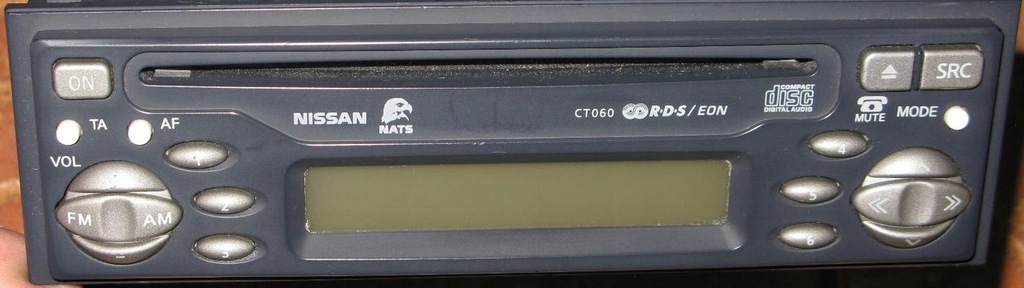 ON
SRC
COMPACT
disc
DIGITAL AUDIO
NISSAN
NATS
CT060
R·D·S/EON
MUTE
MODE
TA
AF
VOL
FM
AM
1
2
3
4
5
6